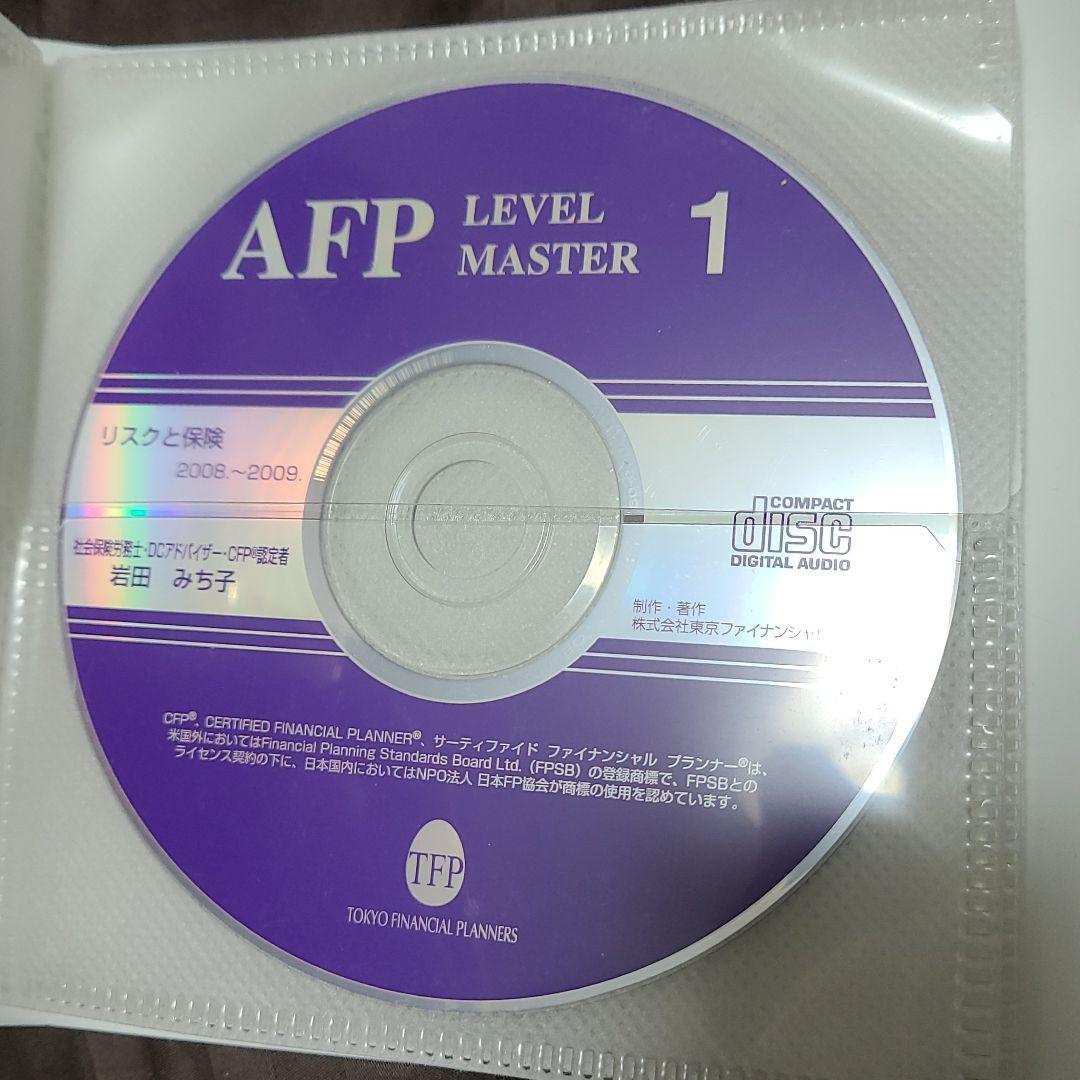 AFP LEVEL MASTER 1
リスクと保険
2008.～2009.
社会保険労務士・DCアドバイザー・CFP®認定者
岩田 みち子
COMPACT
disc
DIGITAL AUDIO
制作・著作
株式会社東京ファイナンシャル
CFP®、CERTIFIED FINANCIAL PLANNER®、サーティファイド ファイナンシャル プランナー®は、
米国外においてはFinancial Planning Standards Board Ltd.（FPSB）の登録商標で、FPSBとの
ライセンス契約の下に、日本国内においてはNPO法人 日本FP協会が商標の使用を認めています。
TFP
TOKYO FINANCIAL PLANNERS